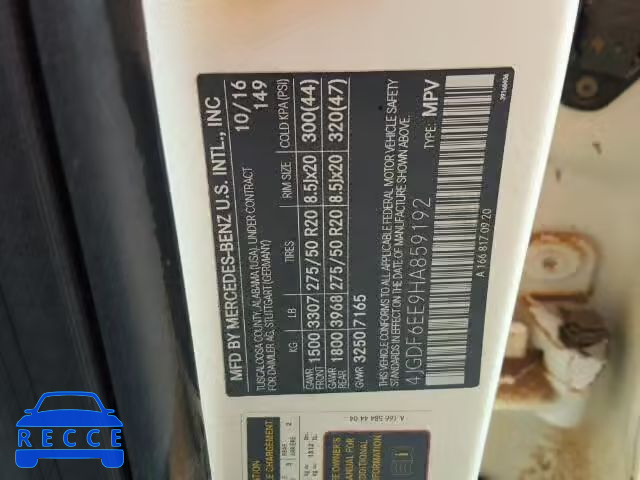 MFD BY MERCEDES-BENZ U.S. INTL., INC
TUSCALOOSA COUNTY, ALABAMA (USA), UNDER CONTRACT
FOR DAIMLER AG, STUTTGART (GERMANY)
10/16
149
KG LB TIRES RIM SIZE COLD KPA (PSI)
GAWR FRONT 1500 3307 275/50 R20 8.5Jx20 300(44)
GAWR REAR 1800 3968 275/50 R20 8.5Jx20 320(47)
GVWR 3250 7165
THIS VEHICLE CONFORMS TO ALL APPLICABLE FEDERAL MOTOR VEHICLE SAFETY
STANDARDS IN EFFECT ON THE DATE OF MANUFACTURE SHOWN ABOVE.
4JGDF6EE9HA859192 TYPE: MPV
A 166 817 09 20
A 166 584 44 04
RECCE